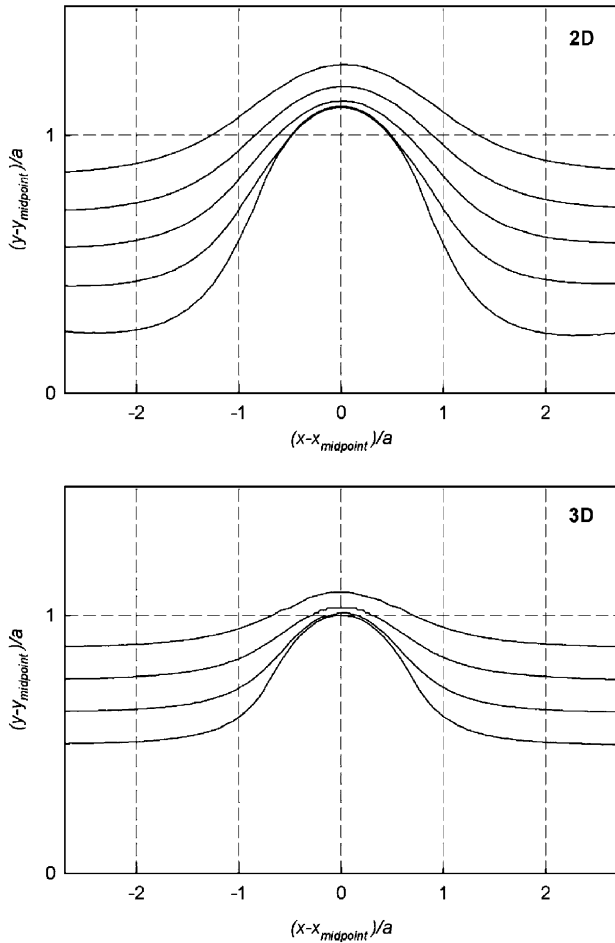 2D
1
(y-y_midpoint)/a
0
-2 -1 0 1 2
(x-x_midpoint)/a
3D
1
(y-y_midpoint)/a
0
-2 -1 0 1 2
(x-x_midpoint)/a